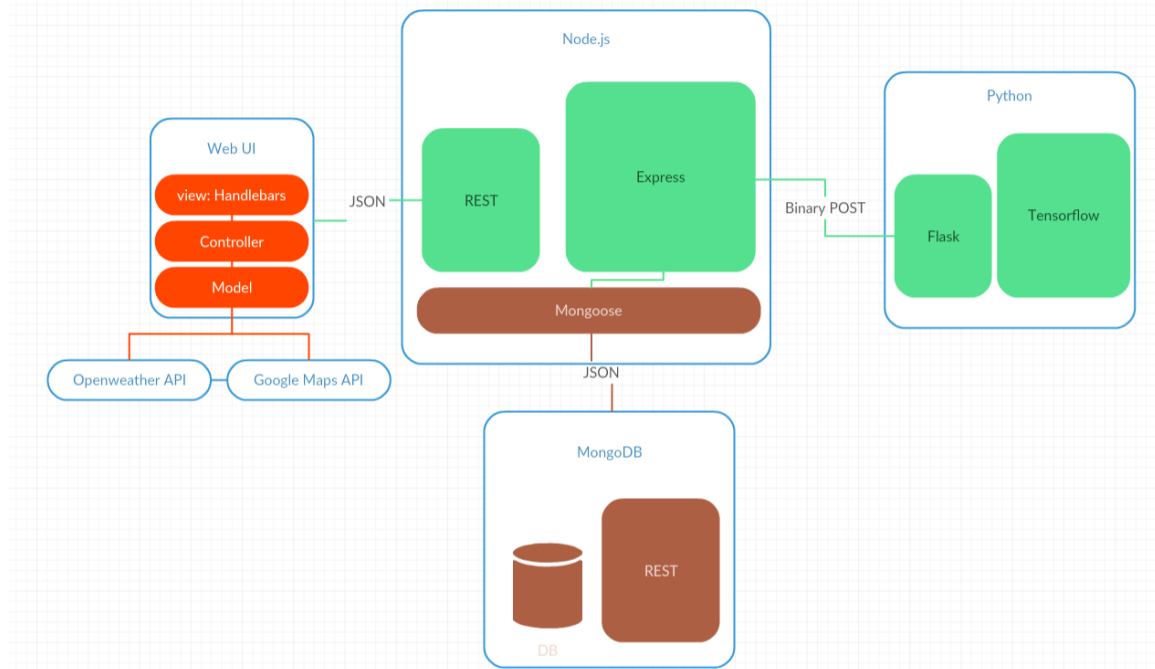 Node.js
Python
Web UI
view: Handlebars
Controller
Model
JSON
REST
Express
Binary POST
Flask
Tensorflow
Mongoose
Openweather API
Google Maps API
JSON
MongoDB
REST
DB